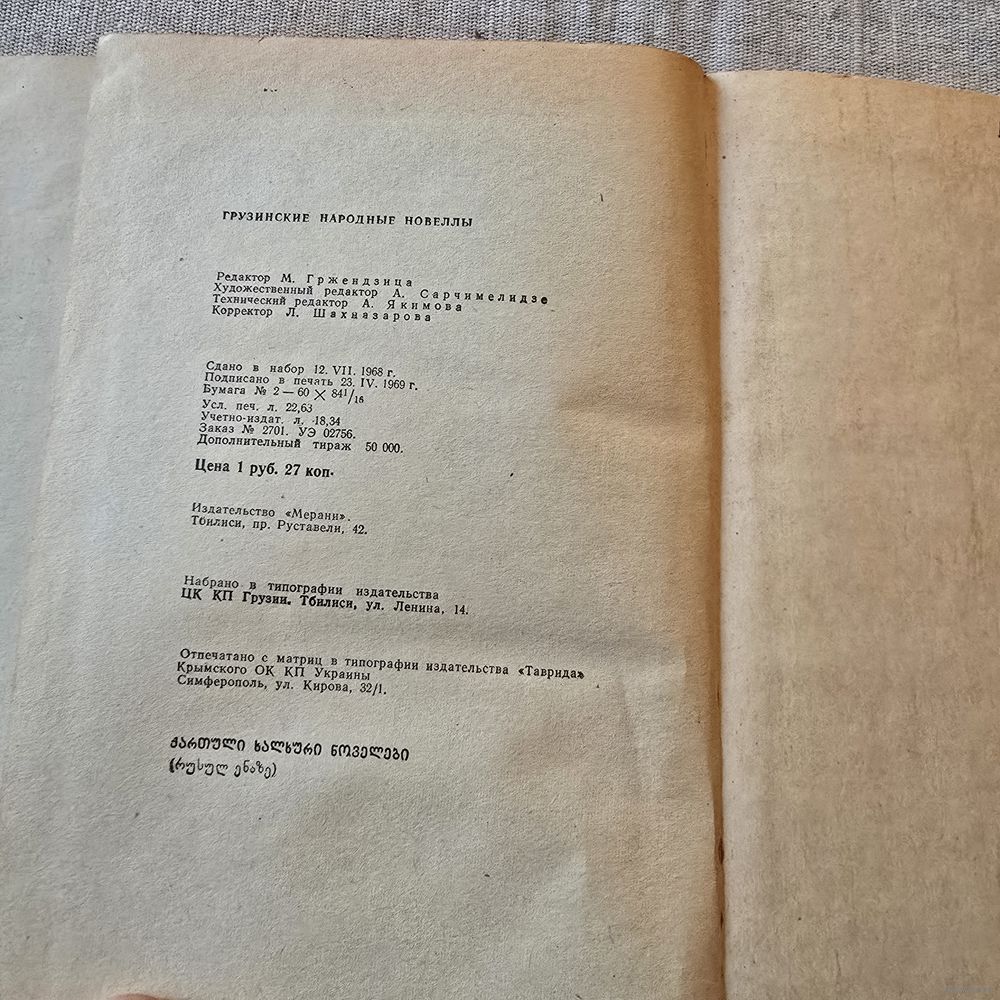 ГРУЗИНСКИЕ НАРОДНЫЕ НОВЕЛЛЫ
Редактор М. Гржендзица
Художественный редактор А. Сарчимелидзе
Технический редактор А. Якимова
Корректор Л. Шахназарова
Сдано в набор 12. VII. 1968 г.
Подписано в печать 23. IV. 1969 г.
Бумага № 2 — 60 × 84¹/₁₆
Усл. печ. л. 22,63
Учетно-издат. л. 18,34
Заказ № 2701. УЭ 02756.
Дополнительный тираж 50 000.
Цена 1 руб. 27 коп.
Издательство «Мерани».
Тбилиси, пр. Руставели, 42.
Набрано в типографии издательства
ЦК КП Грузии. Тбилиси, ул. Ленина, 14.
Отпечатано с матриц в типографии издательства «Таврида»
Крымского ОК КП Украины
Симферополь, ул. Кирова, 32/1.
ქართული ხალხური ნოველები
(რუსულ ენაზე)